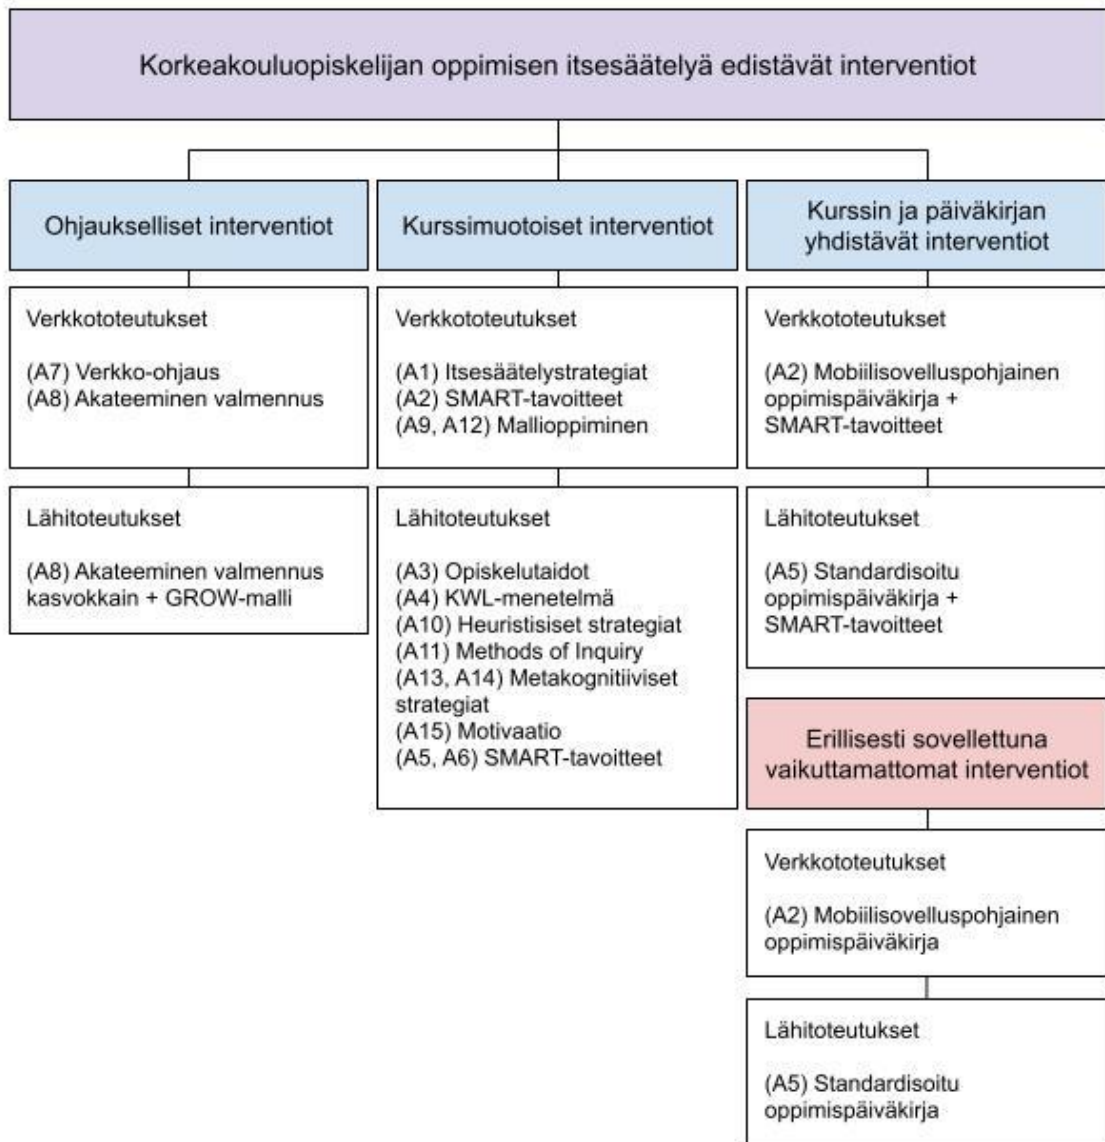 Korkeakouluopiskelijan oppimisen itsesäätelyä edistävät interventiot
Ohjaukselliset interventiot
Verkkototeutukset
(A7) Verkko-ohjaus
(A8) Akateeminen valmennus
Lähitoteutukset
(A8) Akateeminen valmennus
kasvokkain + GROW-malli
Kurssimuotoiset interventiot
Verkkototeutukset
(A1) Itsesäätelystrategiat
(A2) SMART-tavoitteet
(A9, A12) Mallioppiminen
Lähitoteutukset
(A3) Opiskelutaidot
(A4) KWL-menetelmä
(A10) Heuristisiset strategiat
(A11) Methods of Inquiry
(A13, A14) Metakognitiiviset
strategiat
(A15) Motivaatio
(A5, A6) SMART-tavoitteet
Kurssin ja päiväkirjan
yhdistävät interventiot
Verkkototeutukset
(A2) Mobiilisovelluspohjainen
oppimispäiväkirja +
SMART-tavoitteet
Lähitoteutukset
(A5) Standardisoitu
oppimispäiväkirja +
SMART-tavoitteet
Erillisesti sovellettuna
vaikuttamattomat interventiot
Verkkototeutukset
(A2) Mobiilisovelluspohjainen
oppimispäiväkirja
Lähitoteutukset
(A5) Standardisoitu
oppimispäiväkirja